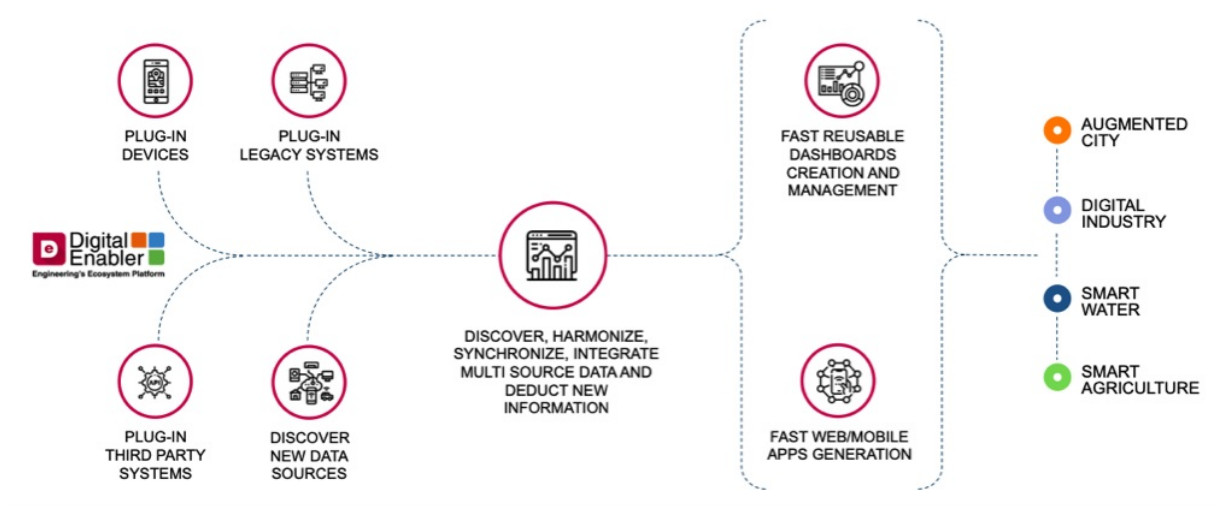 PLUG-IN
DEVICES
PLUG-IN
LEGACY SYSTEMS
e
Digital
Enabler
Engineering's Ecosystem Platform
API
PLUG-IN
THIRD PARTY
SYSTEMS
DISCOVER
NEW DATA
SOURCES
DISCOVER, HARMONIZE,
SYNCHRONIZE, INTEGRATE
MULTI SOURCE DATA AND
DEDUCT NEW
INFORMATION
FAST REUSABLE
DASHBOARDS
CREATION AND
MANAGEMENT
FAST WEB/MOBILE
APPS GENERATION
AUGMENTED
CITY
DIGITAL
INDUSTRY
SMART
WATER
SMART
AGRICULTURE